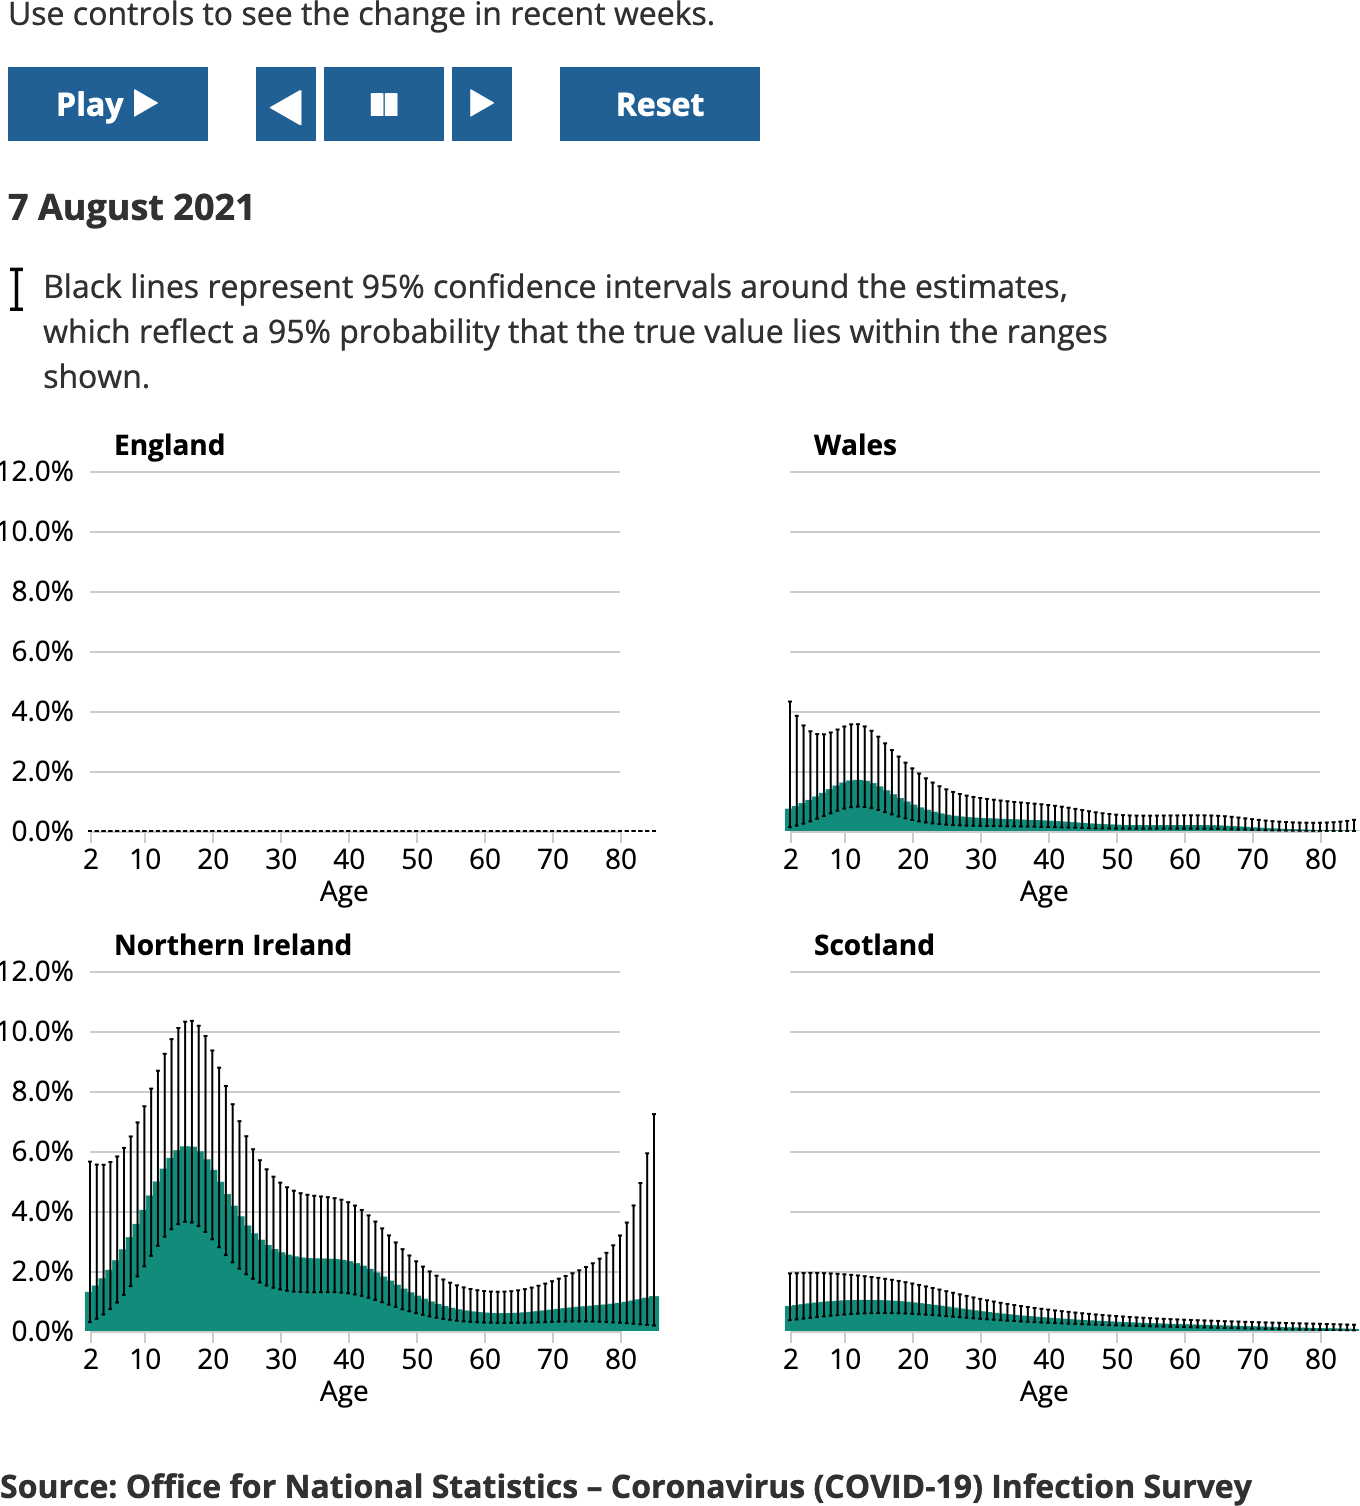 Use controls to see the change in recent weeks.
Play ▶ ◀ ▮▮ ▶ Reset
7 August 2021
Black lines represent 95% confidence intervals around the estimates,
which reflect a 95% probability that the true value lies within the ranges
shown.
England
12.0%
10.0%
8.0%
6.0%
4.0%
2.0%
0.0%
2 10 20 30 40 50 60 70 80
Age
Wales
2 10 20 30 40 50 60 70 80
Age
Northern Ireland
12.0%
10.0%
8.0%
6.0%
4.0%
2.0%
0.0%
2 10 20 30 40 50 60 70 80
Age
Scotland
2 10 20 30 40 50 60 70 80
Age
Source: Office for National Statistics – Coronavirus (COVID-19) Infection Survey